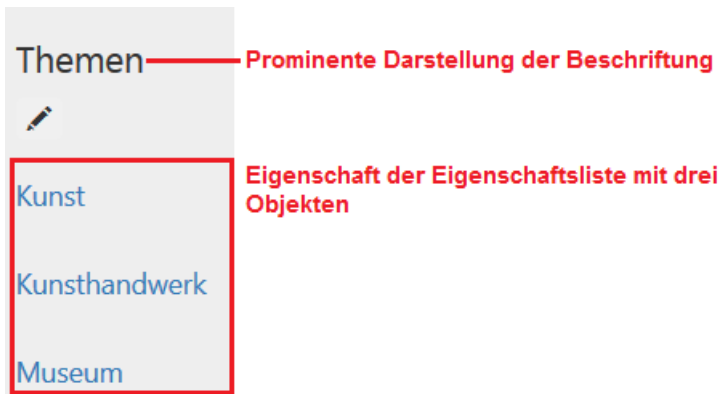 Themen
Prominente Darstellung der Beschriftung
Eigenschaft der Eigenschaftsliste mit drei
Objekten
Kunst
Kunsthandwerk
Museum